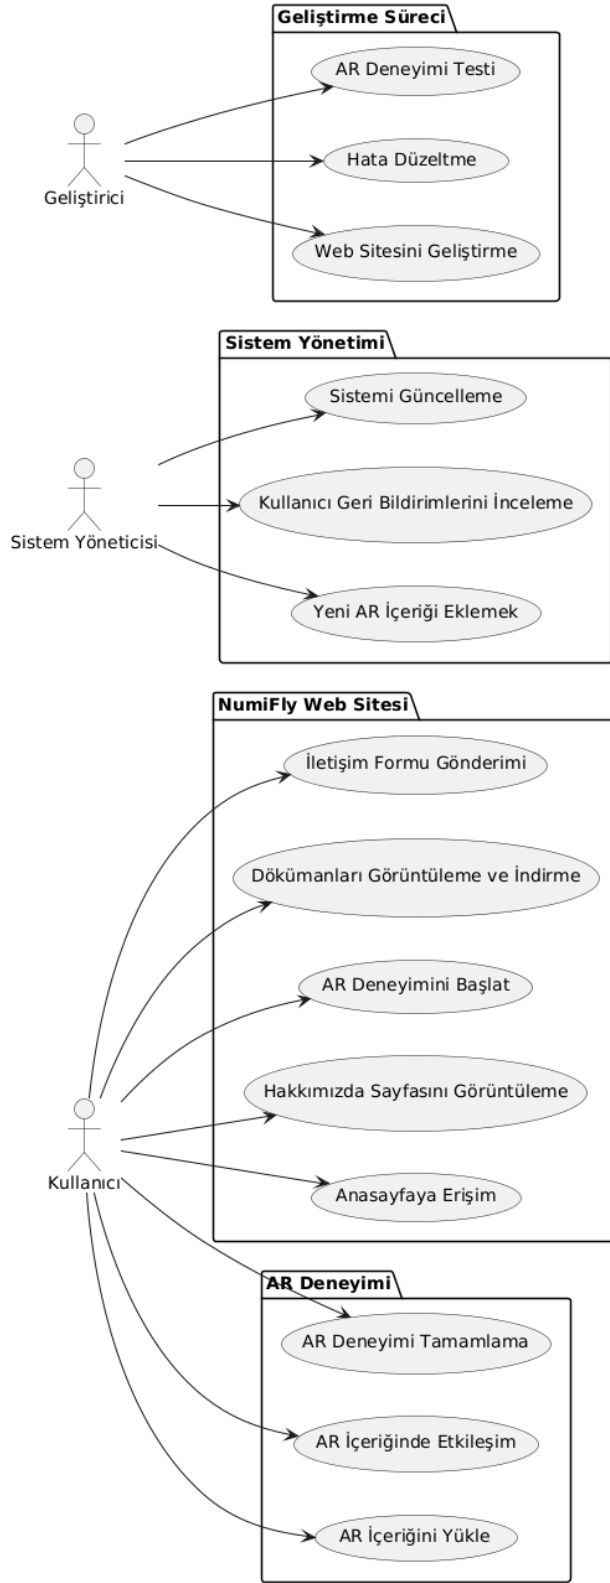 Geliştirme Süreci
AR Deneyimi Testi
Hata Düzeltme
Geliştirici
Web Sitesini Geliştirme
Sistem Yönetimi
Sistemi Güncelleme
Kullanıcı Geri Bildirimlerini İnceleme
Sistem Yöneticisi
Yeni AR İçeriği Eklemek
NumiFly Web Sitesi
İletişim Formu Gönderimi
Dökümanları Görüntüleme ve İndirme
AR Deneyimini Başlat
Hakkımızda Sayfasını Görüntüleme
Kullanıcı
Anasayfaya Erişim
AR Deneyimi
AR Deneyimi Tamamlama
AR İçeriğinde Etkileşim
AR İçeriğini Yükle